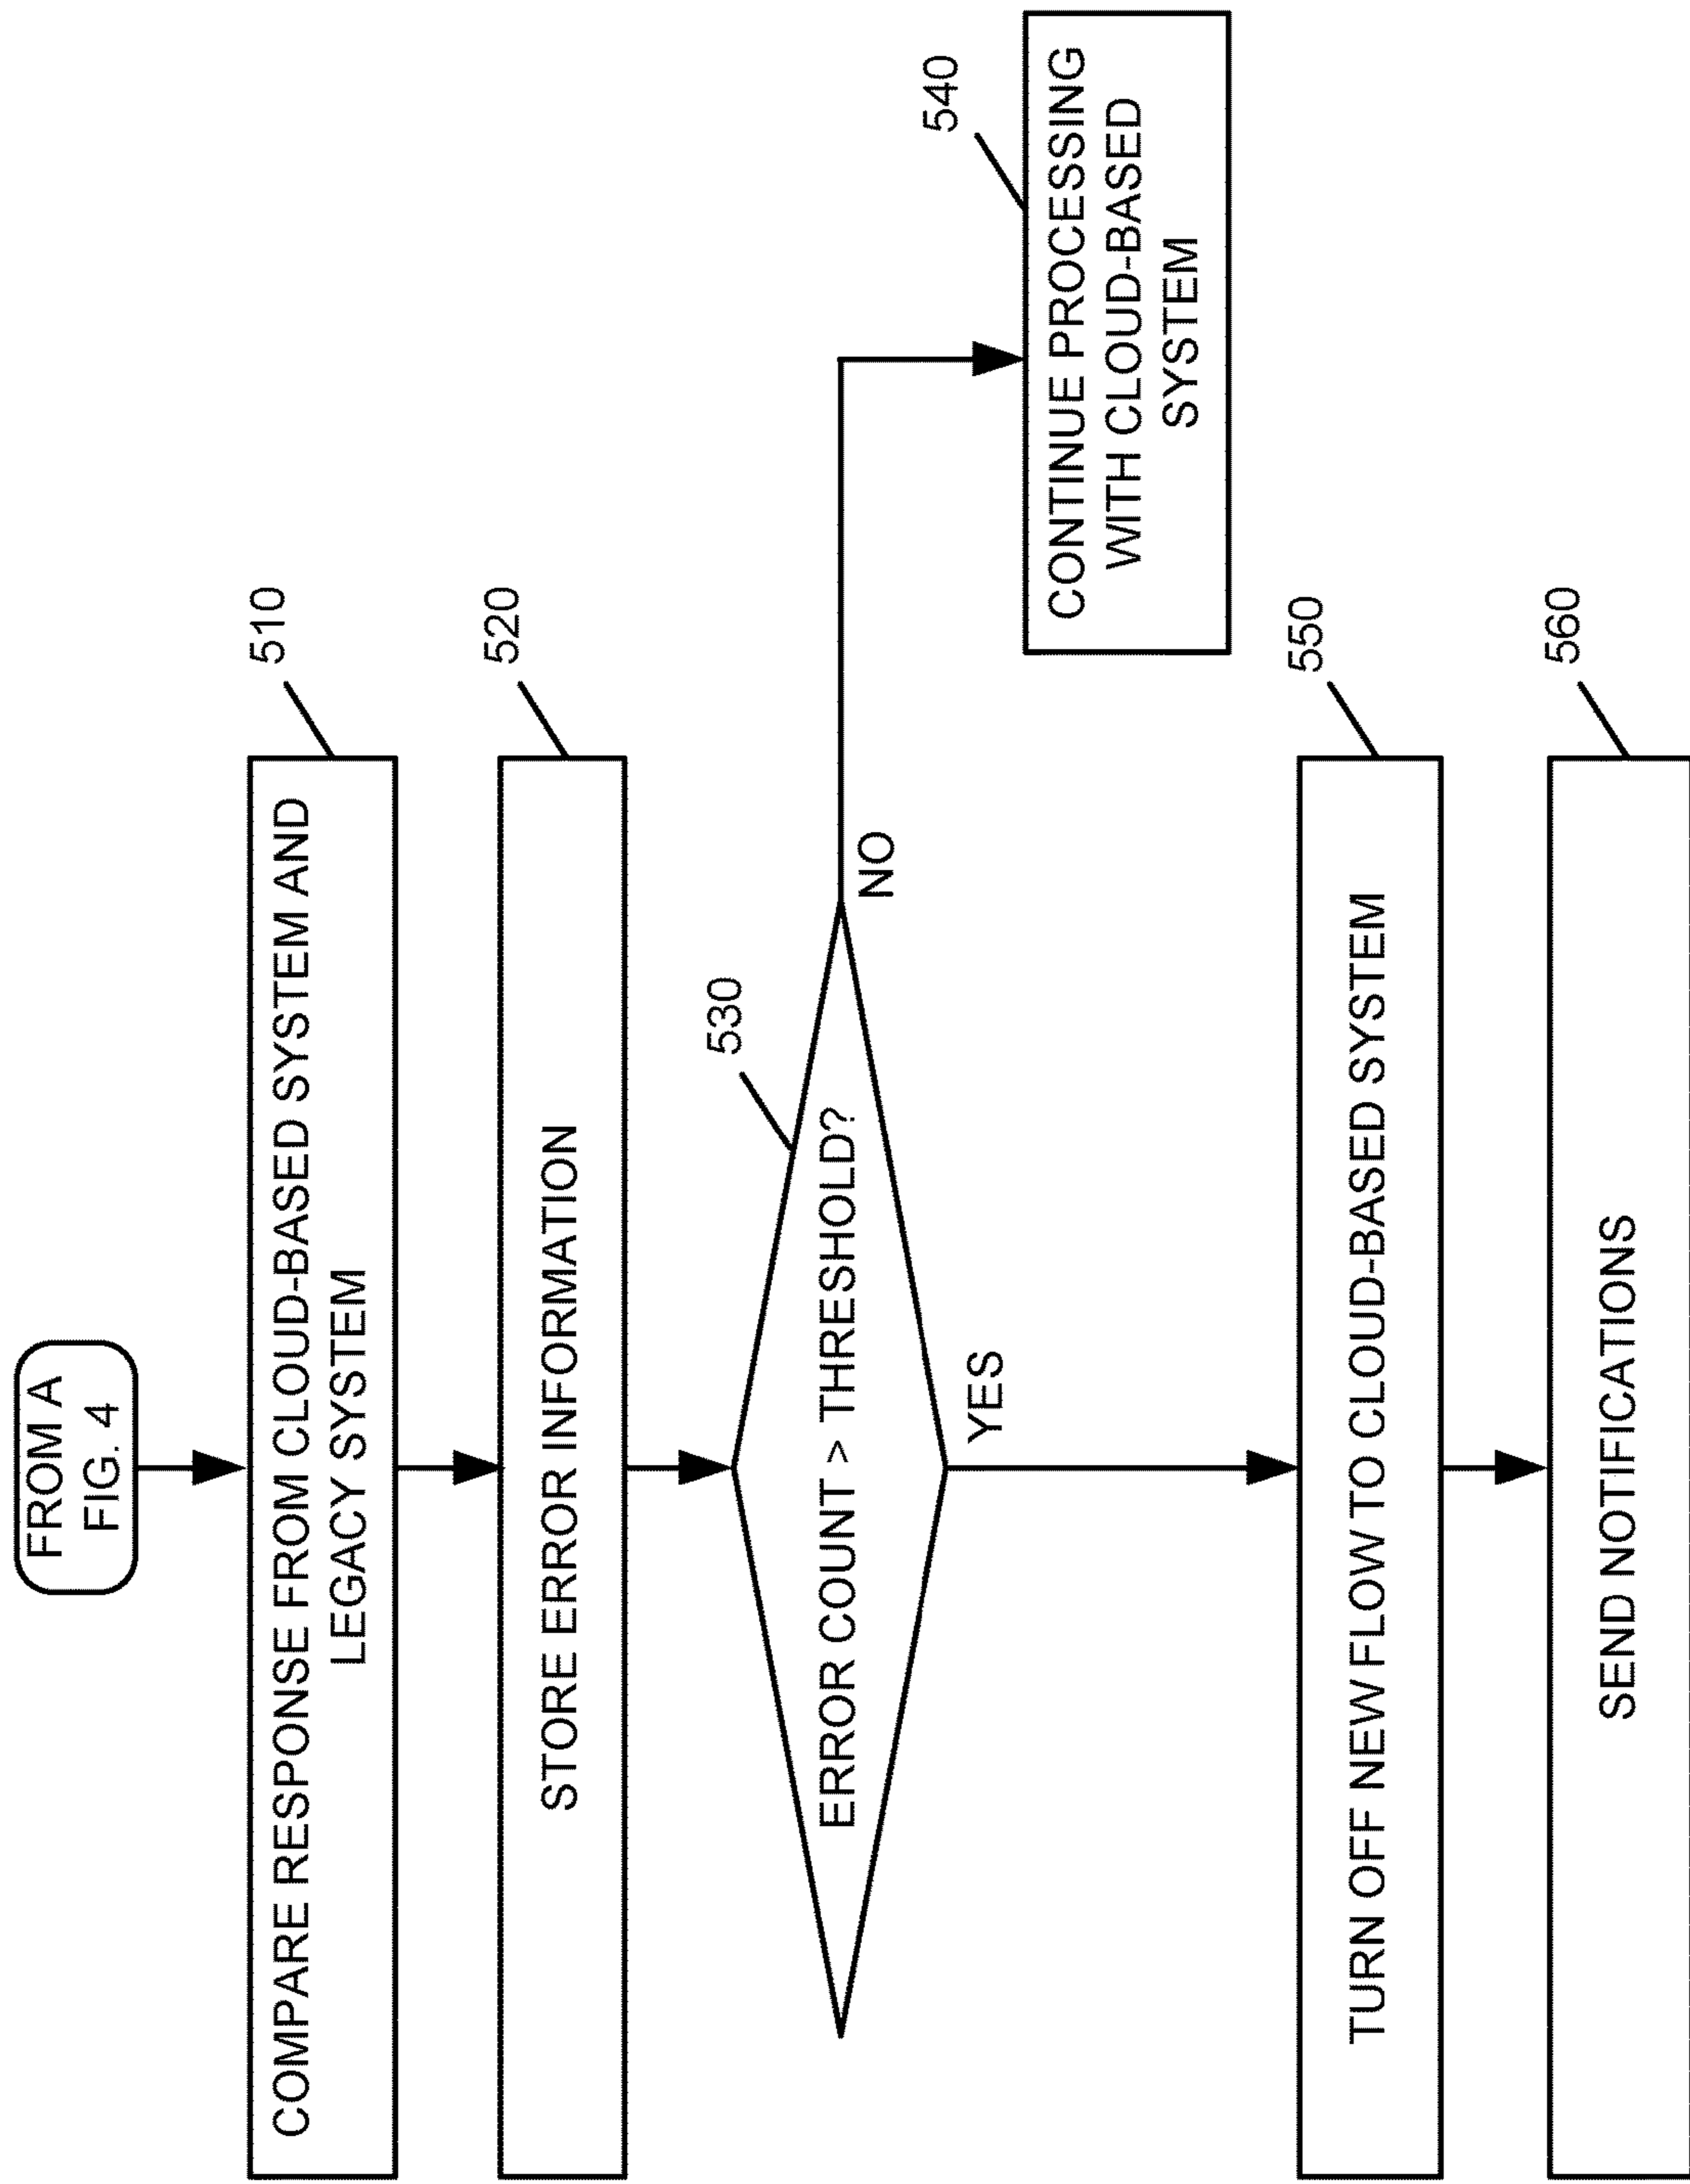 FROM A
FIG. 4
510
COMPARE RESPONSE FROM CLOUD-BASED SYSTEM AND
LEGACY SYSTEM
520
STORE ERROR INFORMATION
530
ERROR COUNT > THRESHOLD?
NO
YES
540
CONTINUE PROCESSING
WITH CLOUD-BASED
SYSTEM
550
TURN OFF NEW FLOW TO CLOUD-BASED SYSTEM
560
SEND NOTIFICATIONS